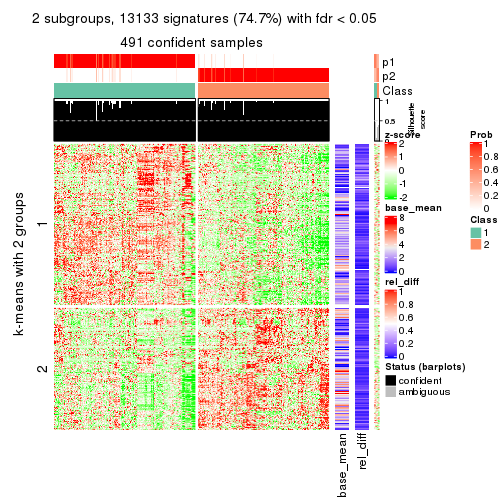 2 subgroups, 13133 signatures (74.7%) with fdr < 0.05
491 confident samples
p1
p2
Class
1
0.5
Silhouette
score
k-means with 2 groups
1
2
base_mean
rel_diff
z-score
2
1
0
-1
-2
base_mean
8
6
4
2
0
rel_diff
1
0.8
0.6
0.4
0.2
0
Status (barplots)
confident
ambiguous
Prob
1
0.8
0.6
0.4
0.2
0
Class
1
2